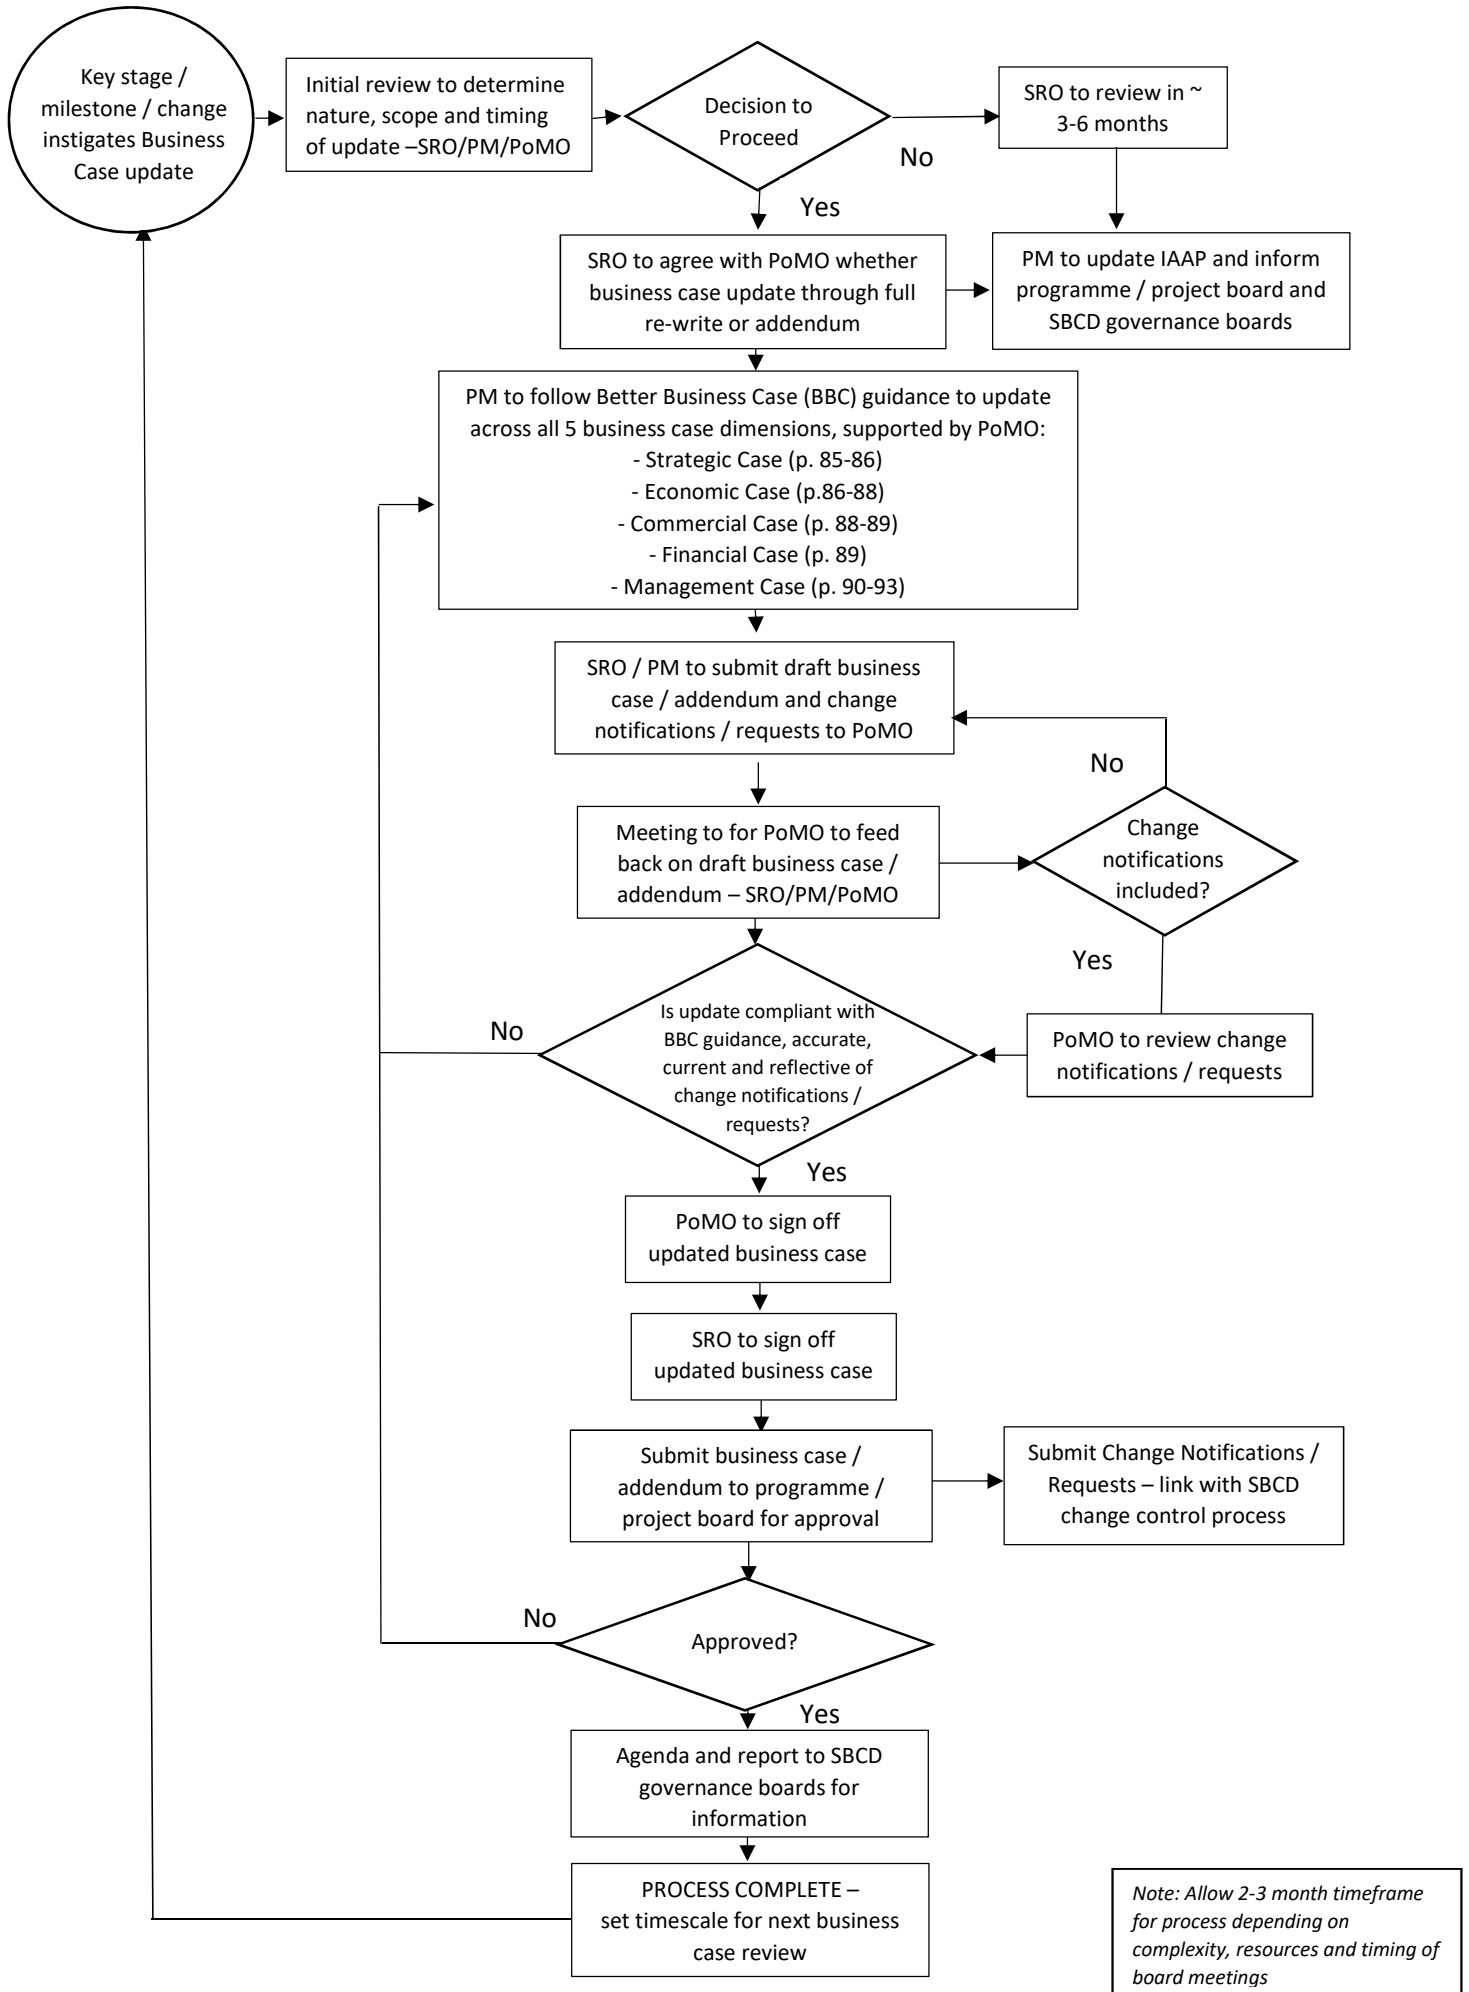 Key stage /
milestone / change
instigates Business
Case update
Initial review to determine
nature, scope and timing
of update –SRO/PM/PoMO
Decision to
Proceed
No
SRO to review in ~
3-6 months
Yes
SRO to agree with PoMO whether
business case update through full
re-write or addendum
PM to update IAAP and inform
programme / project board and
SBCD governance boards
PM to follow Better Business Case (BBC) guidance to update
across all 5 business case dimensions, supported by PoMO:
- Strategic Case (p. 85-86)
- Economic Case (p.86-88)
- Commercial Case (p. 88-89)
- Financial Case (p. 89)
- Management Case (p. 90-93)
SRO / PM to submit draft business
case / addendum and change
notifications / requests to PoMO
No
Meeting to for PoMO to feed
back on draft business case /
addendum – SRO/PM/PoMO
Change
notifications
included?
Yes
Is update compliant with
BBC guidance, accurate,
current and reflective of
change notifications /
requests?
No
PoMO to review change
notifications / requests
Yes
PoMO to sign off
updated business case
SRO to sign off
updated business case
Submit business case /
addendum to programme /
project board for approval
Submit Change Notifications /
Requests – link with SBCD
change control process
No
Approved?
Yes
Agenda and report to SBCD
governance boards for
information
PROCESS COMPLETE –
set timescale for next business
case review
Note: Allow 2-3 month timeframe
for process depending on
complexity, resources and timing of
board meetings